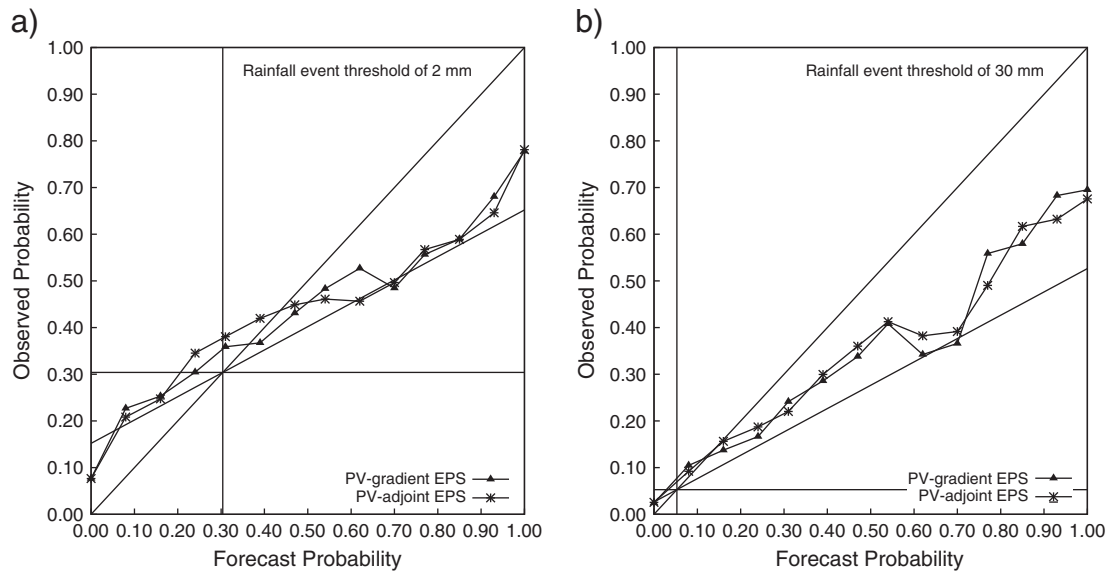 a)
Rainfall event threshold of 2 mm
1.00
0.90
0.80
0.70
0.60
0.50
0.40
0.30
0.20
0.10
0.00
Observed Probability
PV-gradient EPS
PV-adjoint EPS
0.00 0.10 0.20 0.30 0.40 0.50 0.60 0.70 0.80 0.90 1.00
Forecast Probability
b)
Rainfall event threshold of 30 mm
1.00
0.90
0.80
0.70
0.60
0.50
0.40
0.30
0.20
0.10
0.00
Observed Probability
PV-gradient EPS
PV-adjoint EPS
0.00 0.10 0.20 0.30 0.40 0.50 0.60 0.70 0.80 0.90 1.00
Forecast Probability